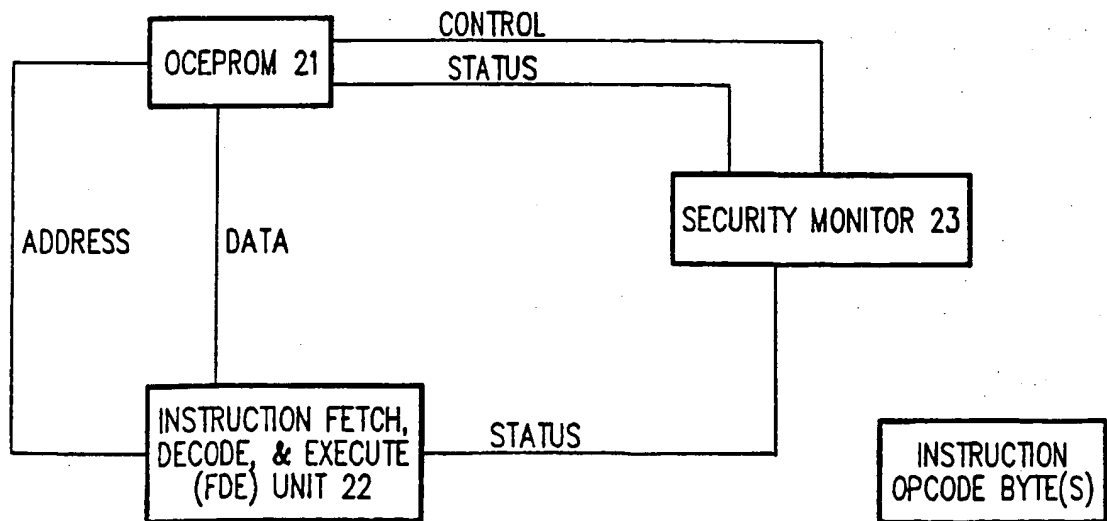 CONTROL
OCEPROM 21
STATUS
SECURITY MONITOR 23
ADDRESS
DATA
INSTRUCTION FETCH,
DECODE, & EXECUTE
(FDE) UNIT 22
STATUS
INSTRUCTION
OPCODE BYTE(S)